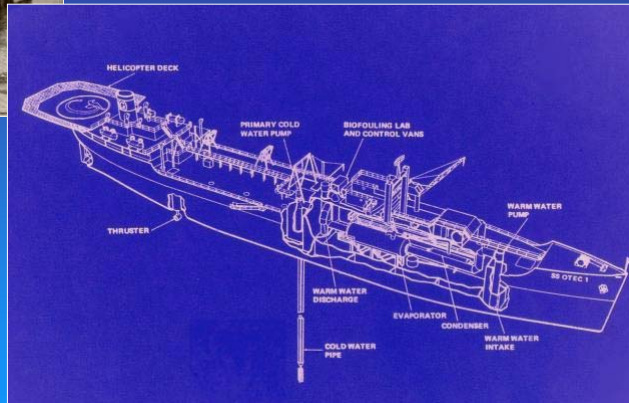 HELICOPTER DECK
PRIMARY COLD
WATER PUMP
BIOFOULING LAB
AND CONTROL VANS
WARM WATER
PUMP
THRUSTER
SS OTEC 1
WARM WATER
DISCHARGE
EVAPORATOR
CONDENSER
WARM WATER
INTAKE
COLD WATER
PIPE